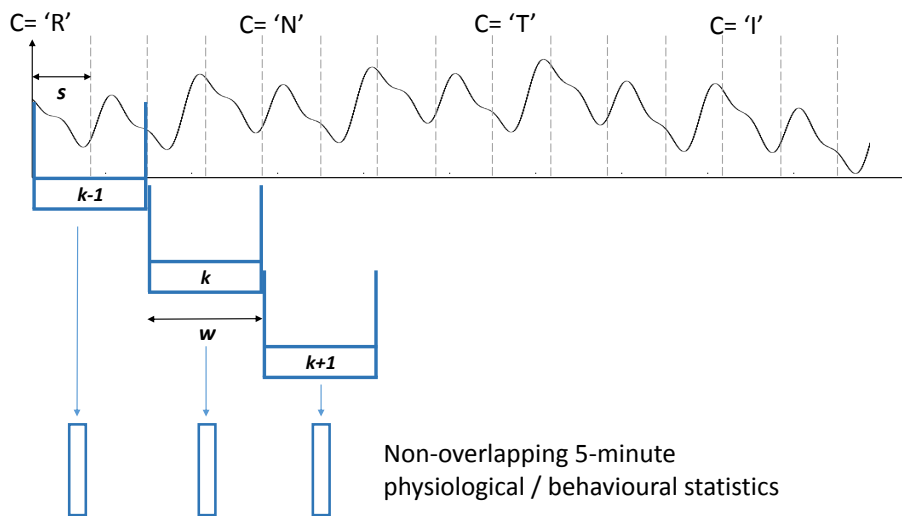 C= ‘R’ C= ‘N’ C= ‘T’ C= ‘I’
s
k-1
k
w
k+1
Non-overlapping 5-minute
physiological / behavioural statistics